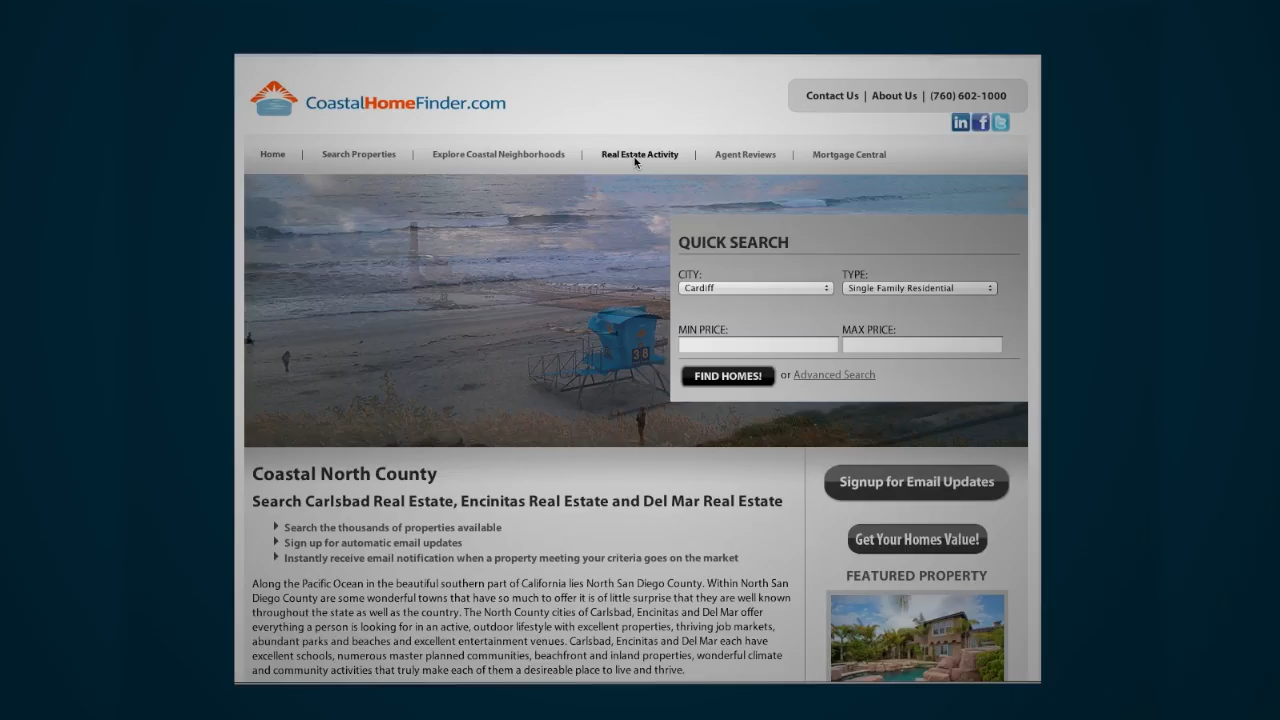 CoastalHomeFinder.com
Contact Us | About Us | (760) 602-1000
in f t
Home | Search Properties | Explore Coastal Neighborhoods | Real Estate Activity | Agent Reviews | Mortgage Central
QUICK SEARCH
CITY: TYPE:
Cardiff Single Family Residential
MIN PRICE: MAX PRICE:
FIND HOMES! or Advanced Search
38
Coastal North County
Search Carlsbad Real Estate, Encinitas Real Estate and Del Mar Real Estate
Search the thousands of properties available
Sign up for automatic email updates
Instantly receive email notification when a property meeting your criteria goes on the market
Along the Pacific Ocean in the beautiful southern part of California lies North San Diego County. Within North San
Diego County are some wonderful towns that have so much to offer it is of little surprise that they are well known
throughout the state as well as the country. The North County cities of Carlsbad, Encinitas and Del Mar offer
everything a person is looking for in an active, outdoor lifestyle with excellent properties, thriving job markets,
abundant parks and beaches and excellent entertainment venues. Carlsbad, Encinitas and Del Mar each have
excellent schools, numerous master planned communities, beachfront and inland properties, wonderful climate
and community activities that truly make each of them a desireable place to live and thrive.
Signup for Email Updates
Get Your Homes Value!
FEATURED PROPERTY